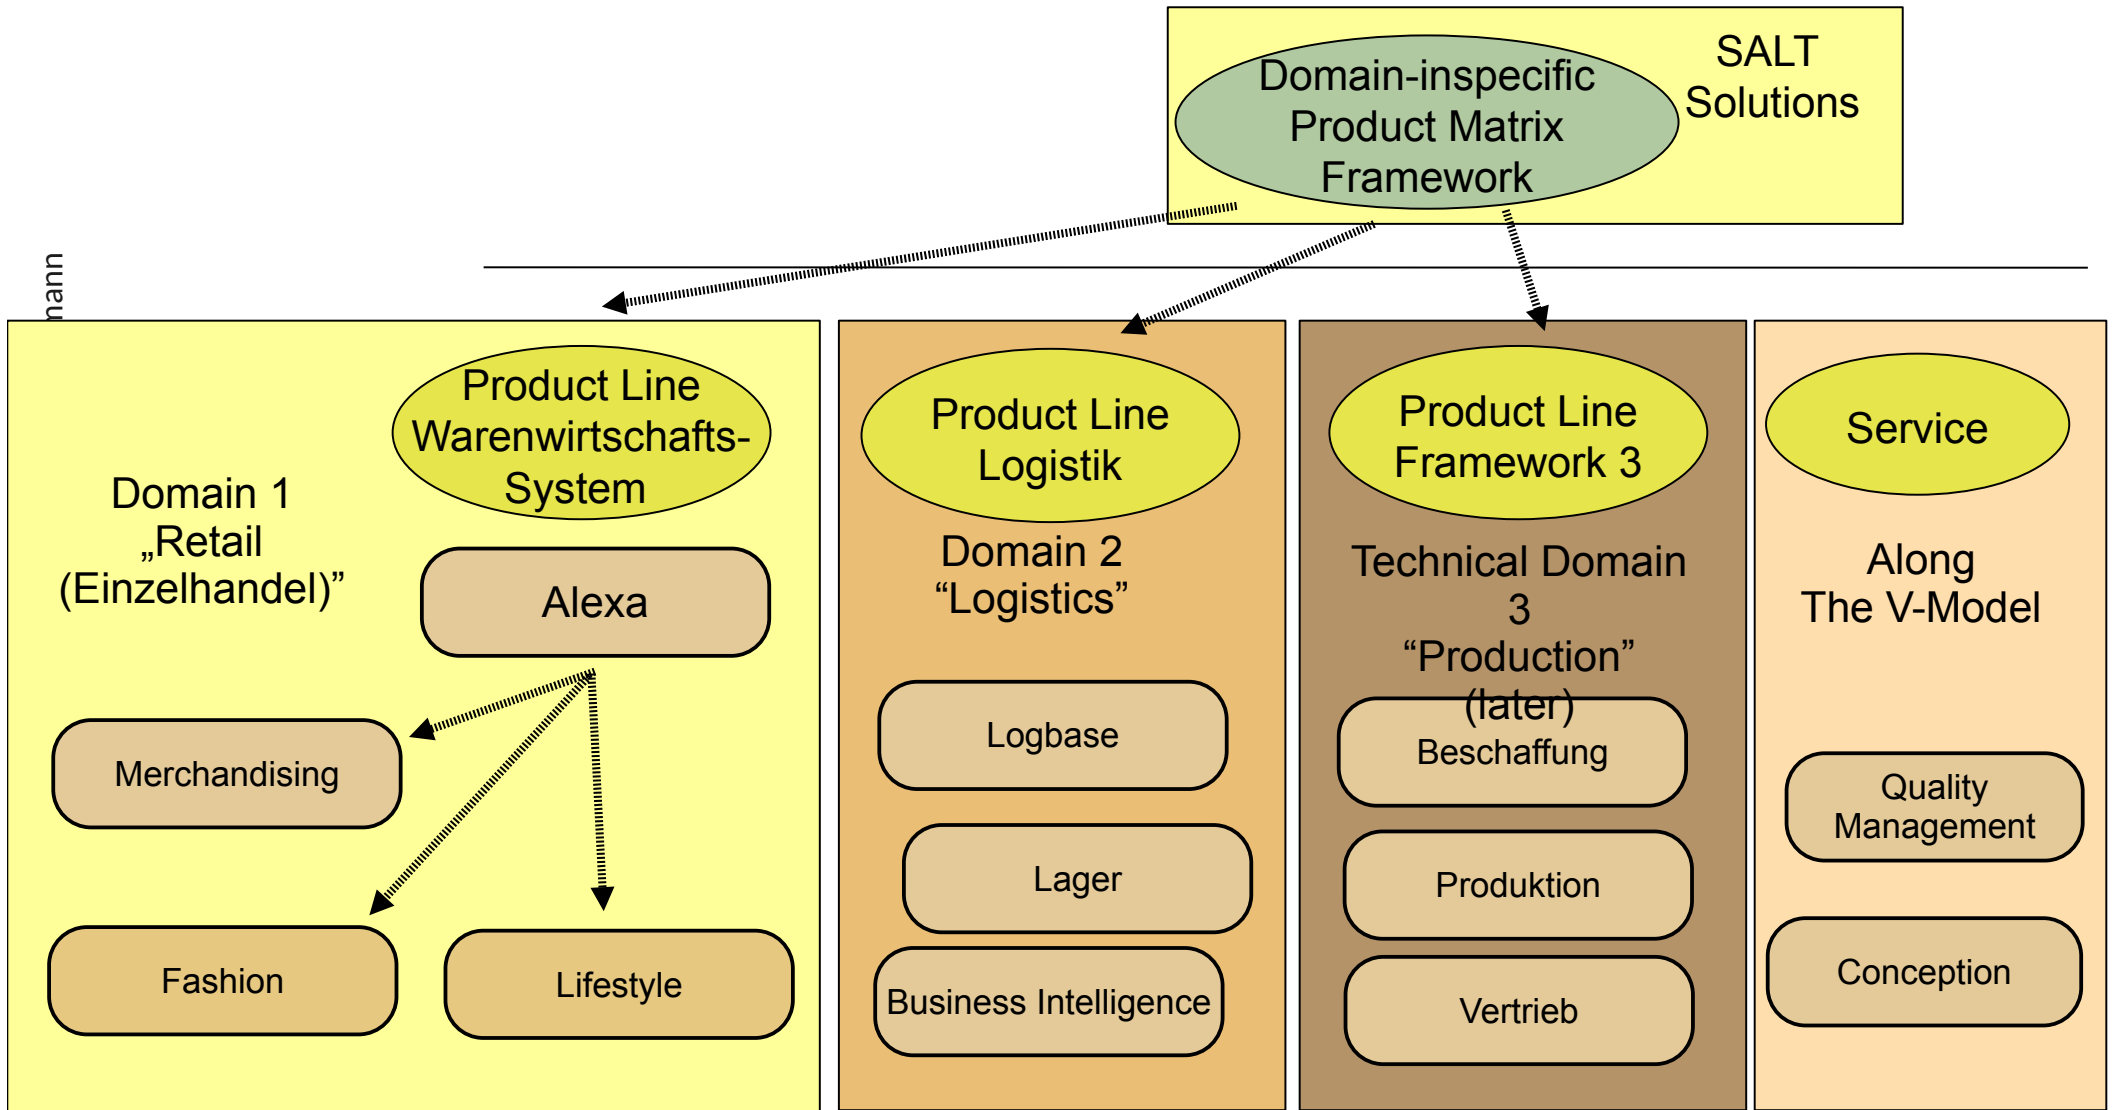 SALT
Solutions
Domain-inspecific
Product Matrix
Framework
mann
Product Line
Warenwirtschafts-
System
Domain 1
„Retail
(Einzelhandel)”
Alexa
Merchandising
Fashion
Lifestyle
Product Line
Logistik
Domain 2
“Logistics”
Logbase
Lager
Business Intelligence
Product Line
Framework 3
Technical Domain
3
“Production”
(later)
Beschaffung
Produktion
Vertrieb
Service
Along
The V-Model
Quality
Management
Conception